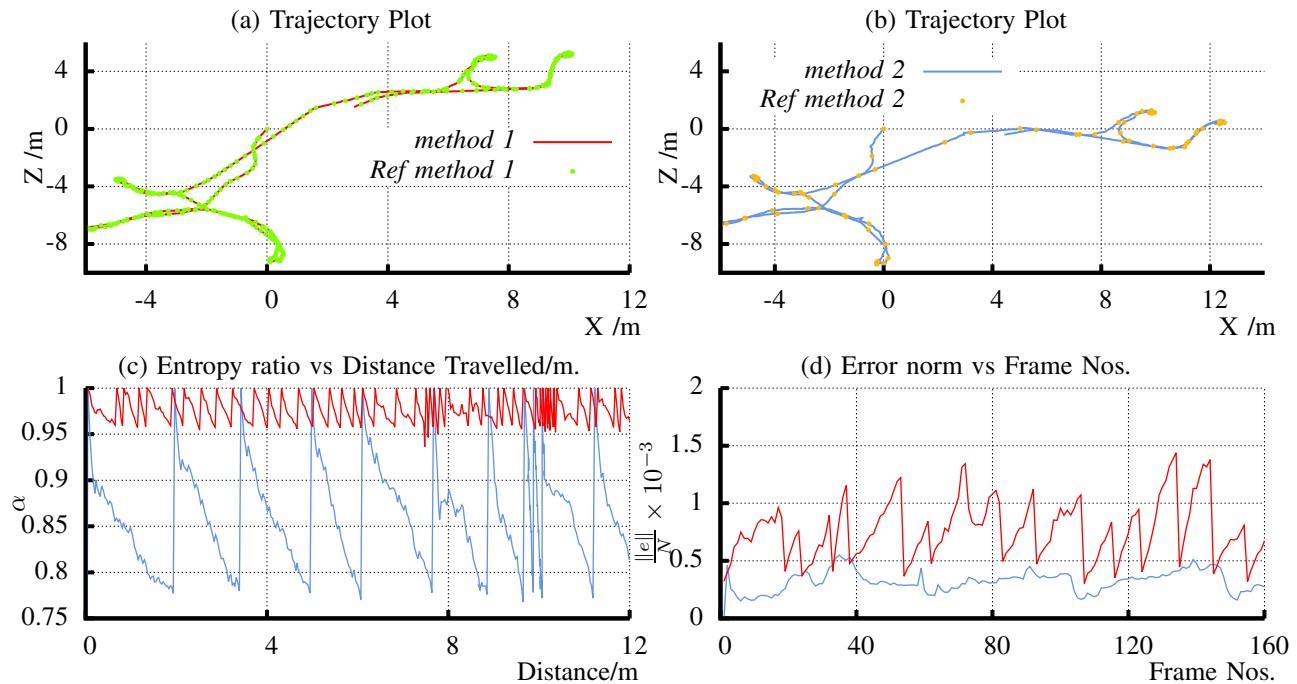 (a) Trajectory Plot
4
0
-4
-8
Z /m
method 1
Ref method 1
-4
0
4
8
12
X /m
(b) Trajectory Plot
4
0
-4
-8
Z /m
method 2
Ref method 2
-4
0
4
8
12
X /m
(c) Entropy ratio vs Distance Travelled/m.
1
0.95
0.9
0.85
0.8
0.75
α
0
4
8
12
Distance/m
(d) Error norm vs Frame Nos.
2
1.5
1
0.5
0
‖e‖/N × 10⁻³
0
40
80
120
160
Frame Nos.